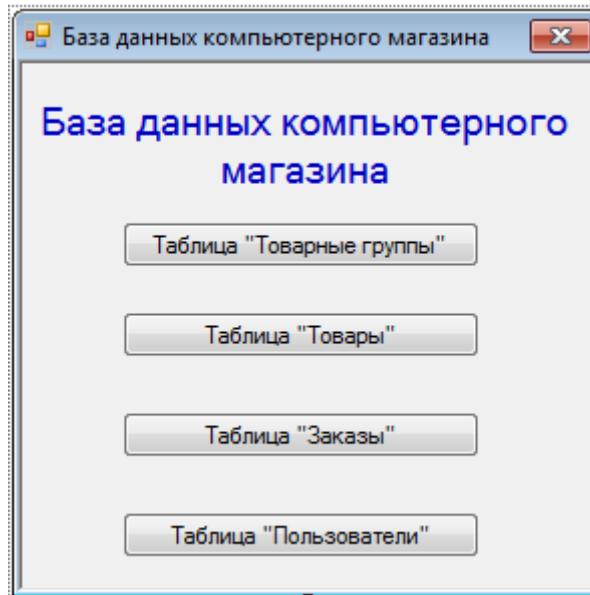 База данных компьютерного магазина
База данных компьютерного
магазина
Таблица "Товарные группы"
Таблица "Товары"
Таблица "Заказы"
Таблица "Пользователи"